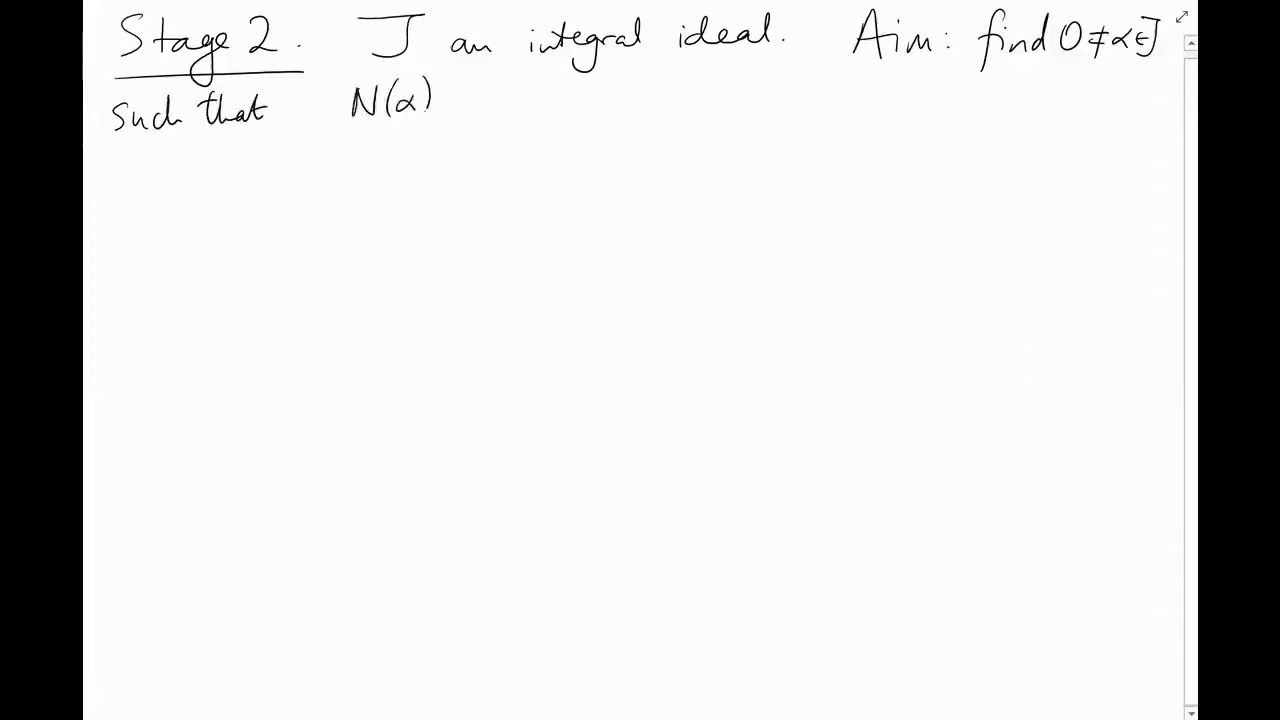 Stage 2. J an integral ideal. Aim: find 0≠α∈J
such that N(α)